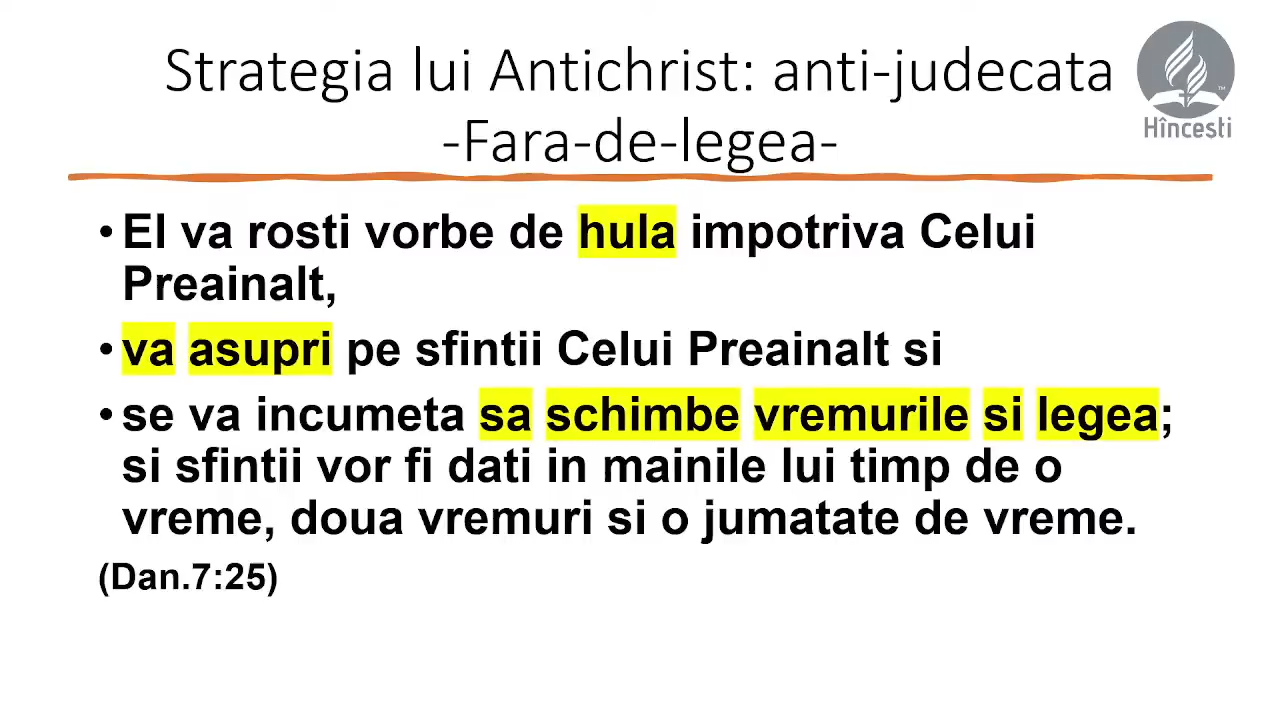 Strategia lui Antichrist: anti-judecata
-Fara-de-legea-
Hîncești
• El va rosti vorbe de hula impotriva Celui
Preainalt,
• va asupri pe sfintii Celui Preainalt si
• se va incumeta sa schimbe vremurile si legea;
si sfintii vor fi dati in mainile lui timp de o
vreme, doua vremuri si o jumatate de vreme.
(Dan.7:25)